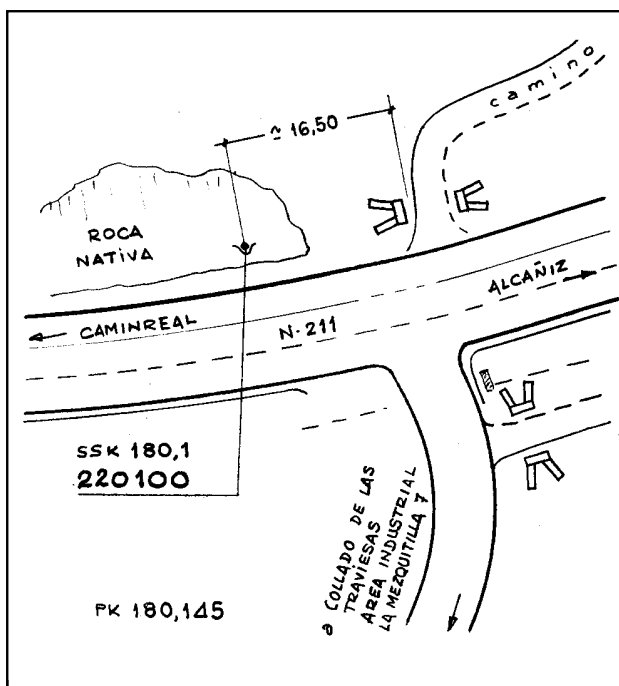 camino
≃ 16,50
ROCA
NATIVA
ALCAÑIZ
CAMINREAL
N-211
SSK 180,1
220100
a COLLADO DE LAS
TRAVIESAS
AREA INDUSTRIAL
LA MEZQUITILLA 7
PK 180,145